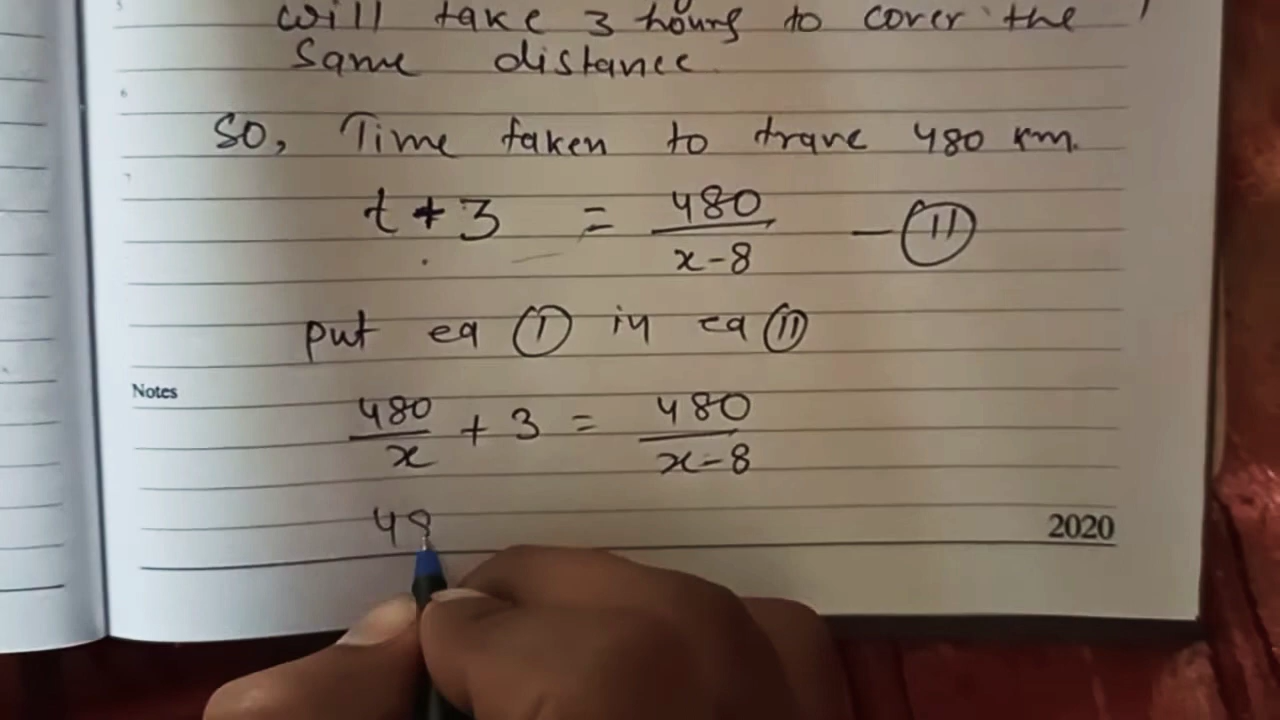 will take 3 hours to cover the
same distance.
So, Time taken to trave 480 km.
t + 3 = 480/x-8 — (II)
put eq (I) in eq (II)
Notes
480/x + 3 = 480/x-8
48
2020